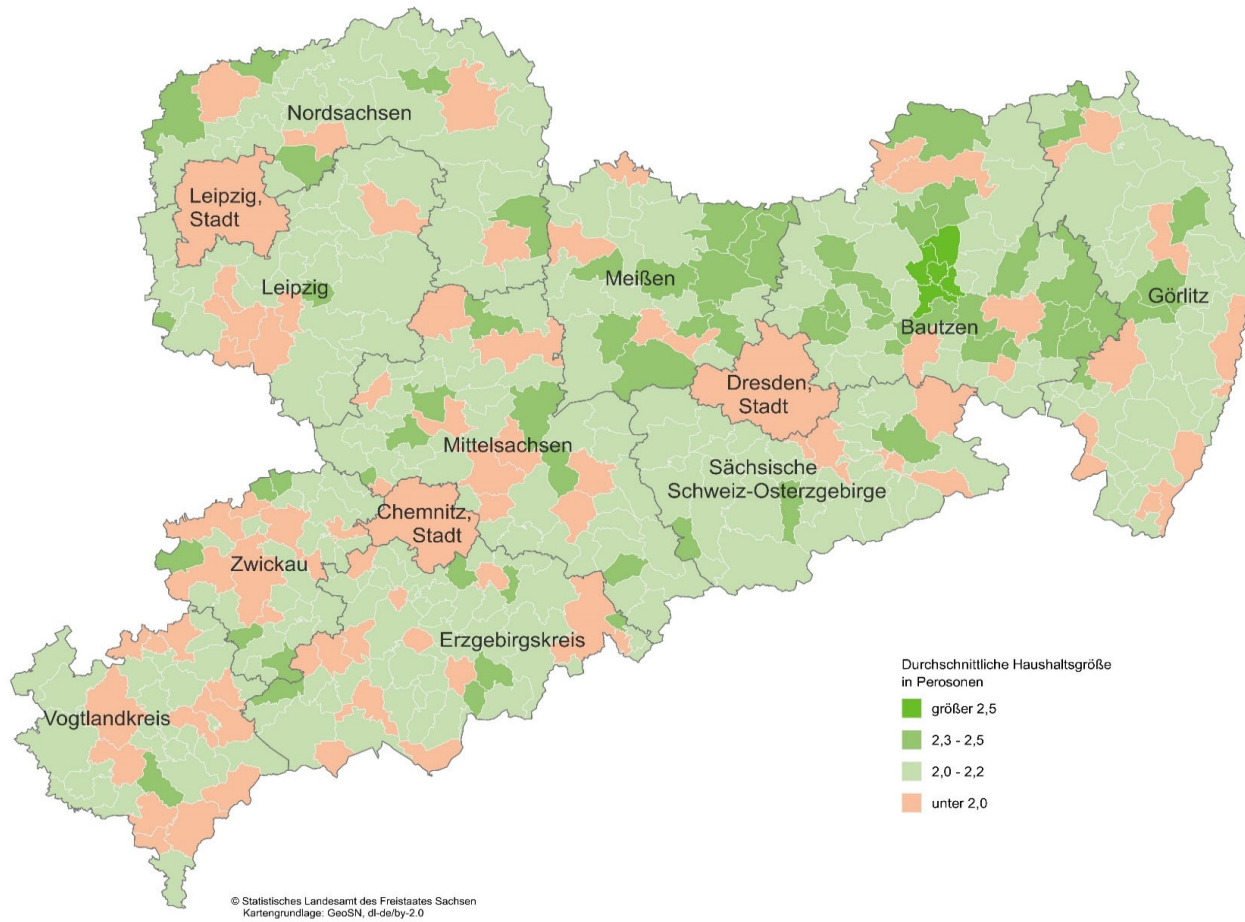 Nordsachsen
Leipzig,
Stadt
Leipzig
Meißen
Görlitz
Bautzen
Dresden,
Stadt
Mittelsachsen
Sächsische
Schweiz-Osterzgebirge
Chemnitz,
Stadt
Zwickau
Erzgebirgskreis
Vogtlandkreis
Durchschnittliche Haushaltsgröße
in Perosonen
größer 2,5
2,3 - 2,5
2,0 - 2,2
unter 2,0
© Statistisches Landesamt des Freistaates Sachsen
Kartengrundlage: GeoSN, dl-de/by-2.0